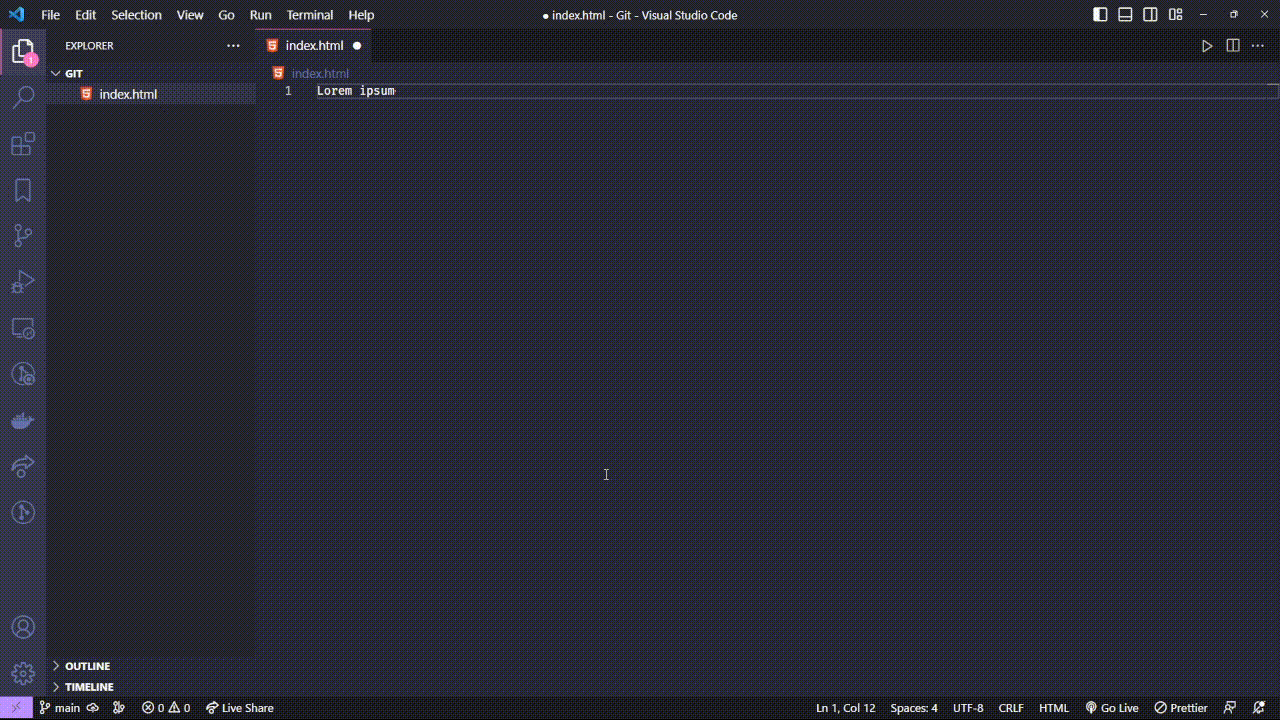 File Edit Selection View Go Run Terminal Help
● index.html - Git - Visual Studio Code
EXPLORER
index.html
1
GIT
index.html
index.html
1 Lorem ipsum
OUTLINE
TIMELINE
main 0 0 Live Share
Ln 1, Col 12 Spaces: 4 UTF-8 CRLF HTML Go Live Prettier